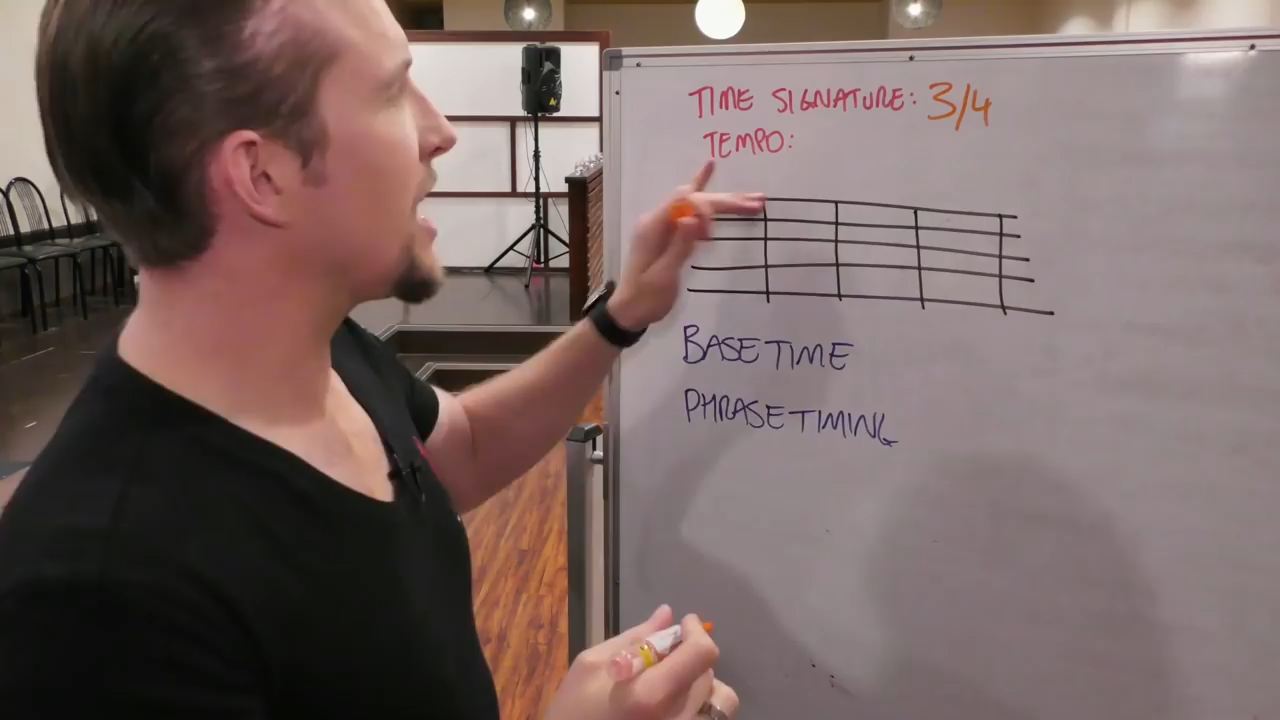 TIME SIGNATURE: 3/4
TEMPO:
BASE TIME
PHRASE TIMING